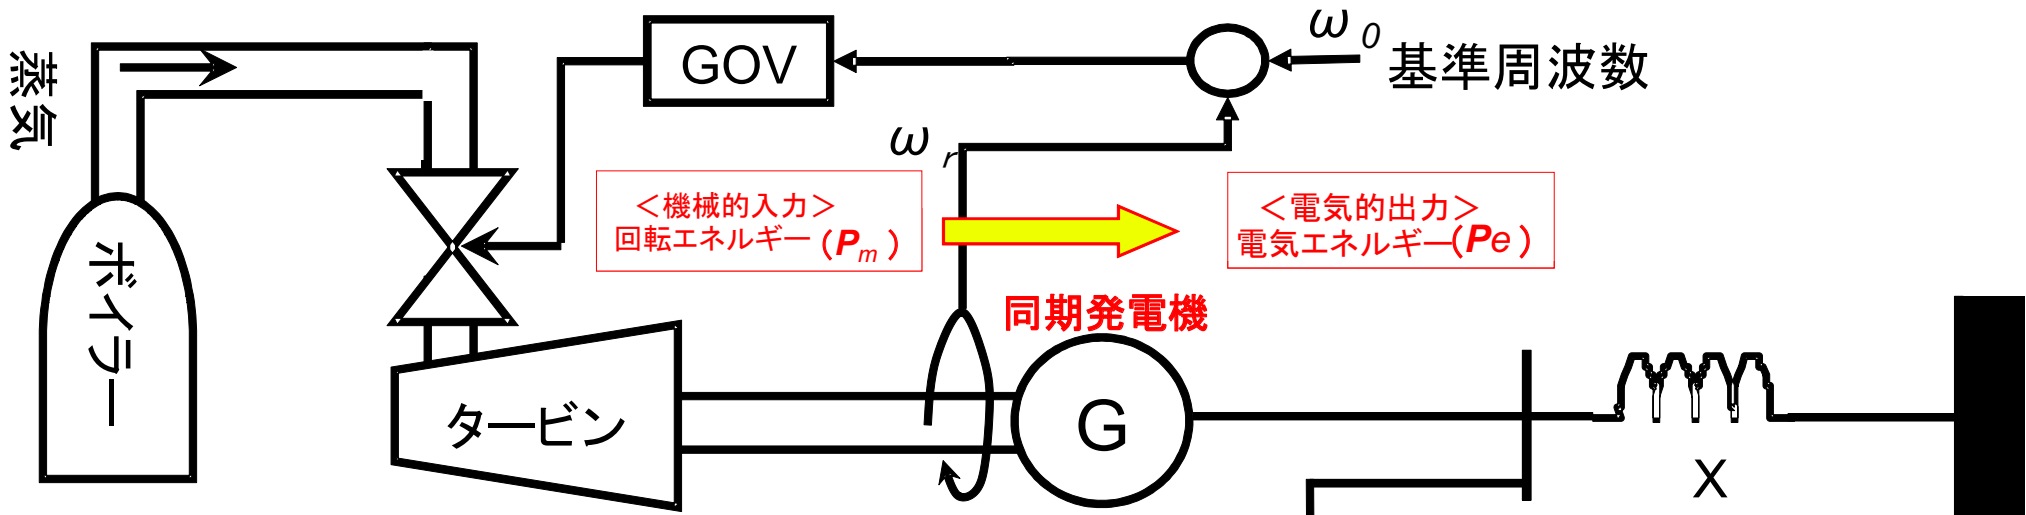 蒸気
GOV
ω0
基準周波数
ωr
＜機械的入力＞
回転エネルギー（Pm）
＜電気的出力＞
電気エネルギー（Pe）
ボイラー
同期発電機
タービン
G
X